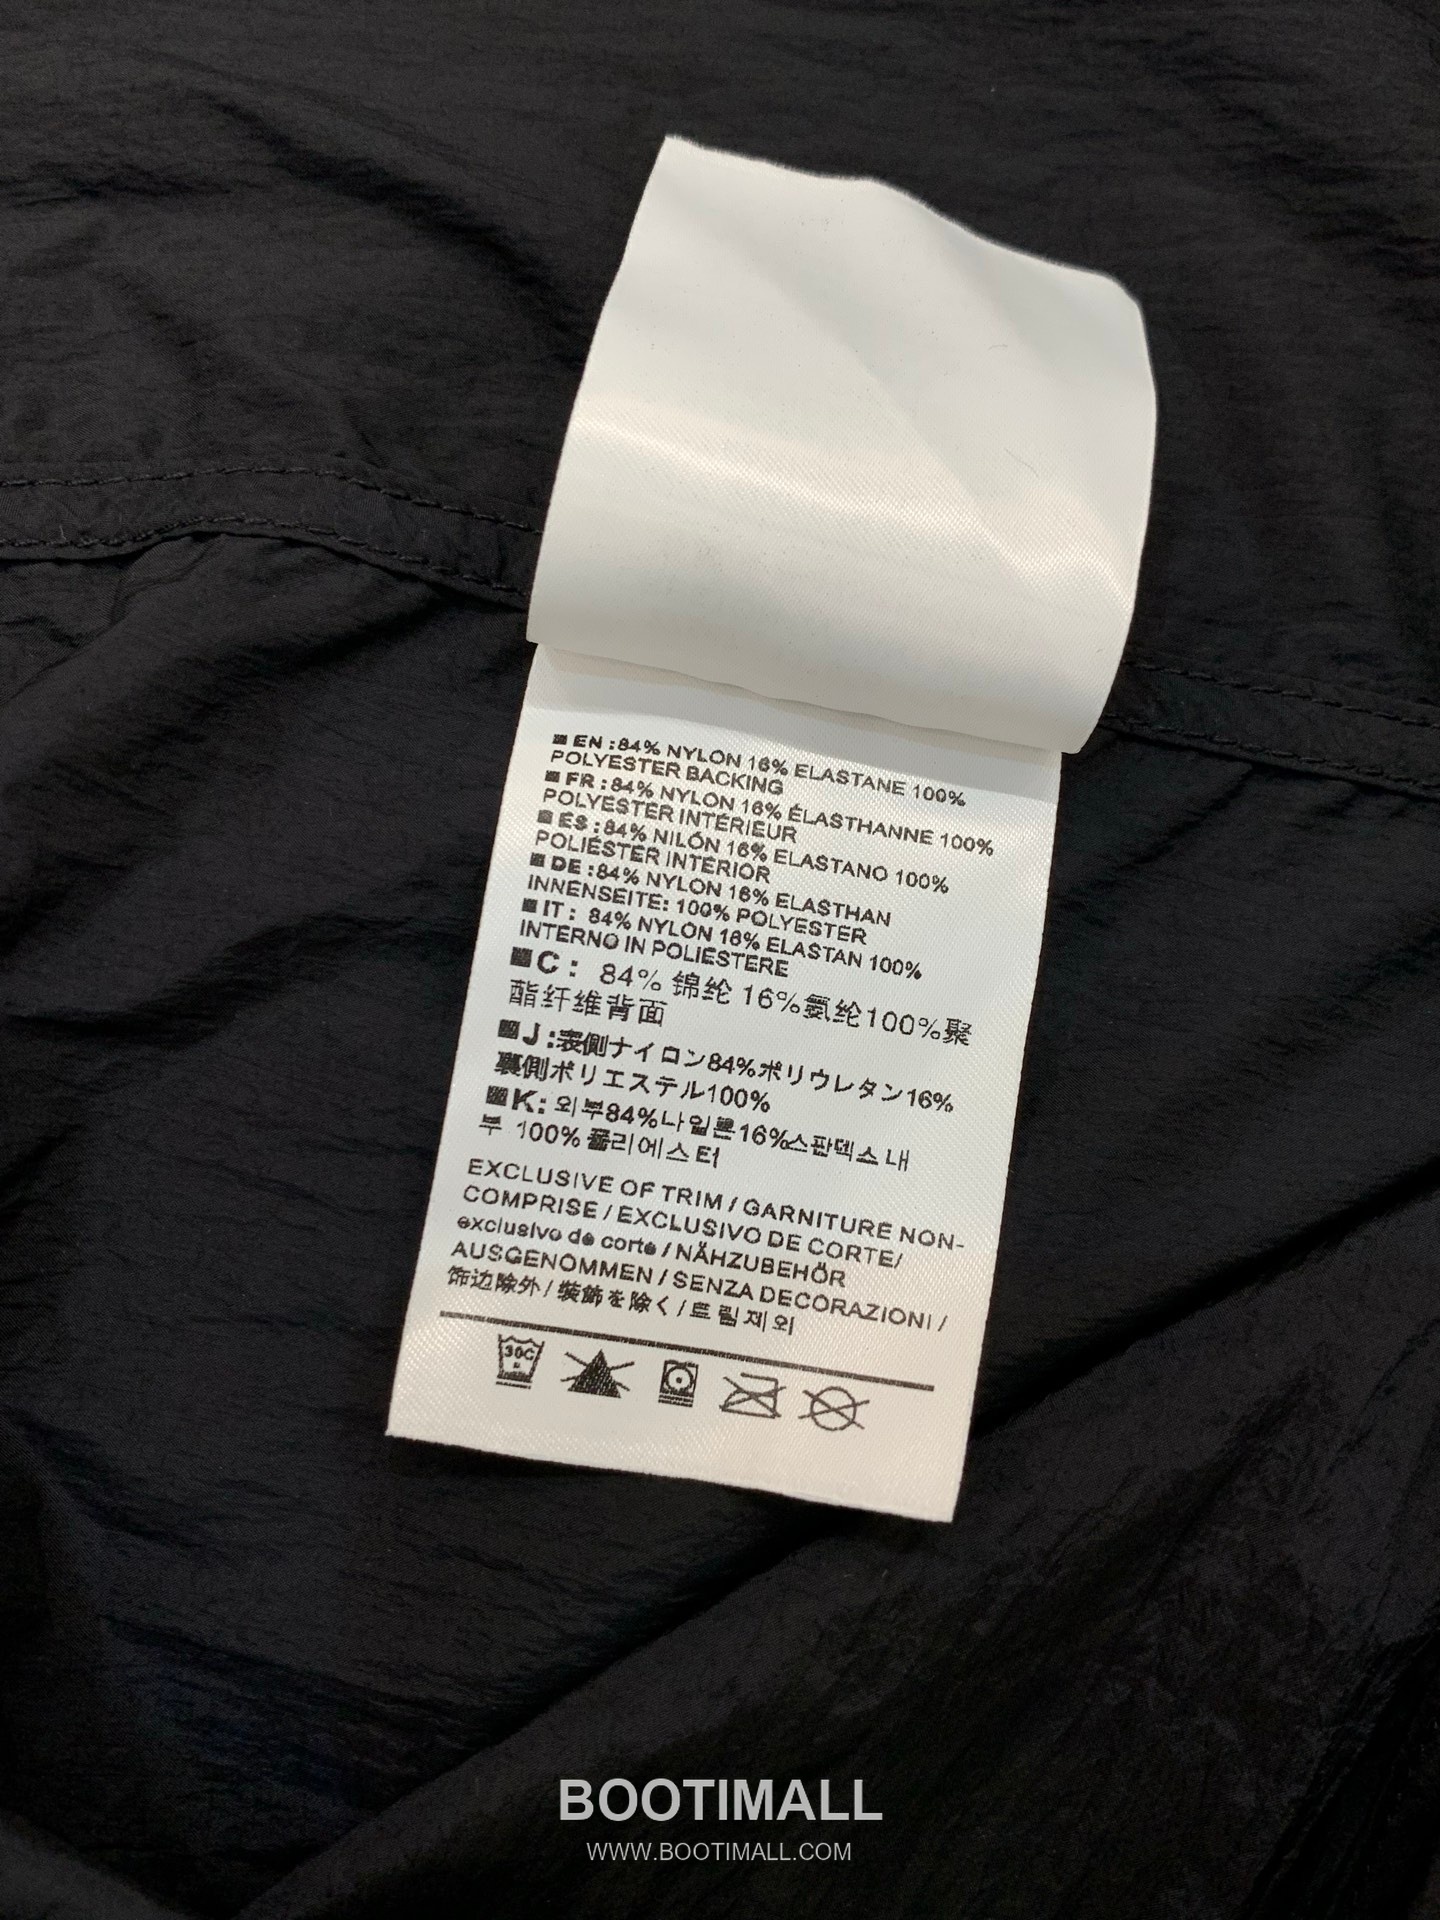 EN :84% NYLON 16% ELASTANE 100%
POLYESTER BACKING
FR :84% NYLON 16% ÉLASTHANNE 100%
POLYESTER INTÉRIEUR
ES :84% NILÓN 16% ELASTANO 100%
POLIÉSTER INTERIOR
DE :84% NYLON 16% ELASTHAN
INNENSEITE: 100% POLYESTER
IT : 84% NYLON 16% ELASTAN 100%
INTERNO IN POLIESTERE
C : 84% 锦纶 16%氨纶100%聚
酯纤维背面
J :表側ナイロン84%ポリウレタン16%
裏側ポリエステル100%
K: 외부84%나일론16%스판덱스 내
부 100% 폴리에스터
EXCLUSIVE OF TRIM / GARNITURE NON-
COMPRISE / EXCLUSIVO DE CORTE/
exclusivo de corte / NÄHZUBEHÖR
AUSGENOMMEN / SENZA DECORAZIONI /
饰边除外 / 装飾を除く / 트림제외
30C
BOOTIMALL
WWW.BOOTIMALL.COM